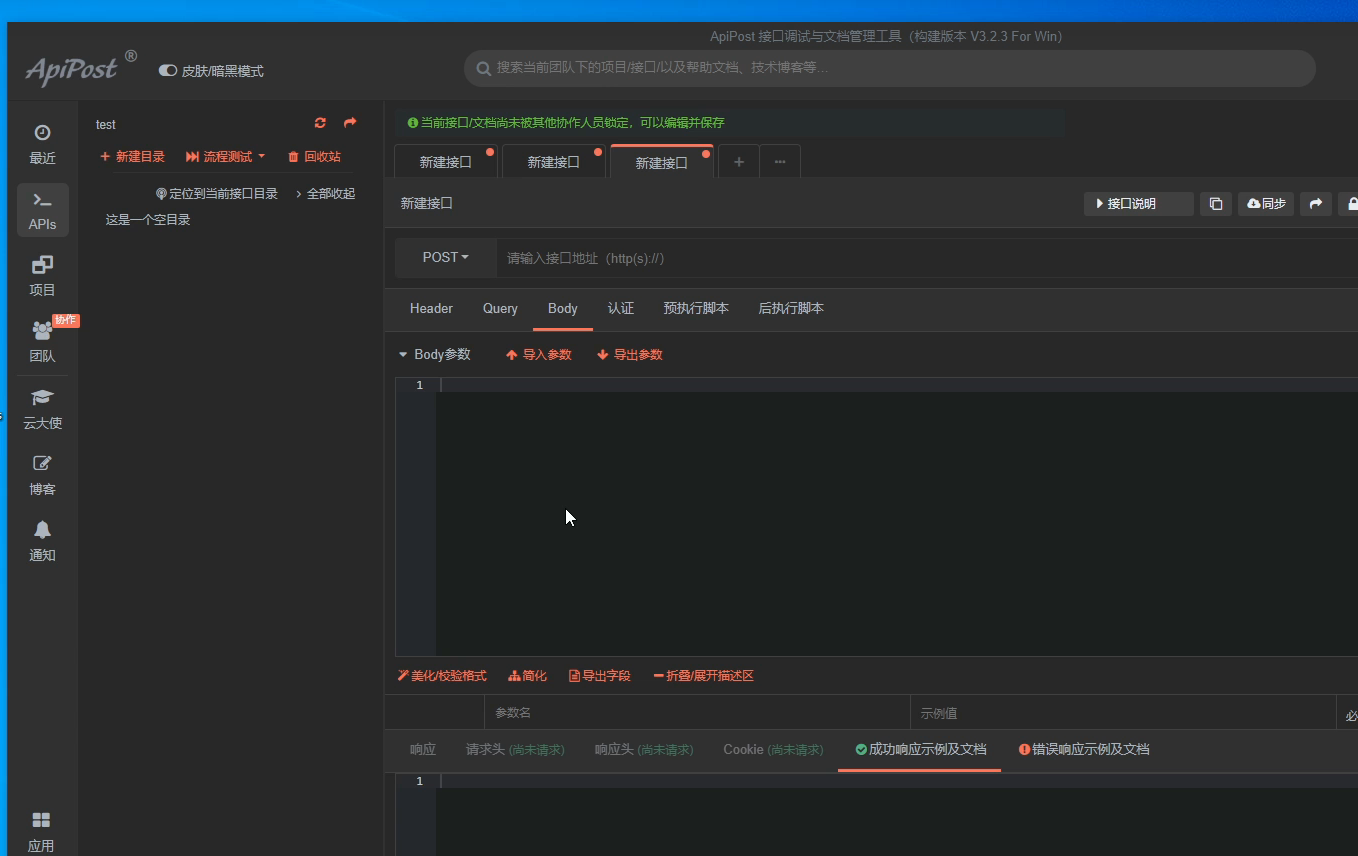 ApiPost 接口调试与文档管理工具（构建版本 V3.2.3 For Win）
ApiPost ®
皮肤/暗黑模式
搜索当前团队下的项目/接口/以及帮助文档、技术博客等...
最近
APIs
项目
协作
团队
云大使
博客
通知
应用
test
新建目录 流程测试 回收站
定位到当前接口目录 全部收起
这是一个空目录
当前接口/文档尚未被其他协作人员锁定，可以编辑并保存
新建接口 新建接口 新建接口 + ...
新建接口 接口说明 同步
POST 请输入接口地址（http(s)://）
Header Query Body 认证 预执行脚本 后执行脚本
Body参数 导入参数 导出参数
1
美化/校验格式 简化 导出字段 折叠/展开描述区
参数名 示例值 必
响应 请求头 (尚未请求) 响应头 (尚未请求) Cookie (尚未请求) 成功响应示例及文档 错误响应示例及文档
1